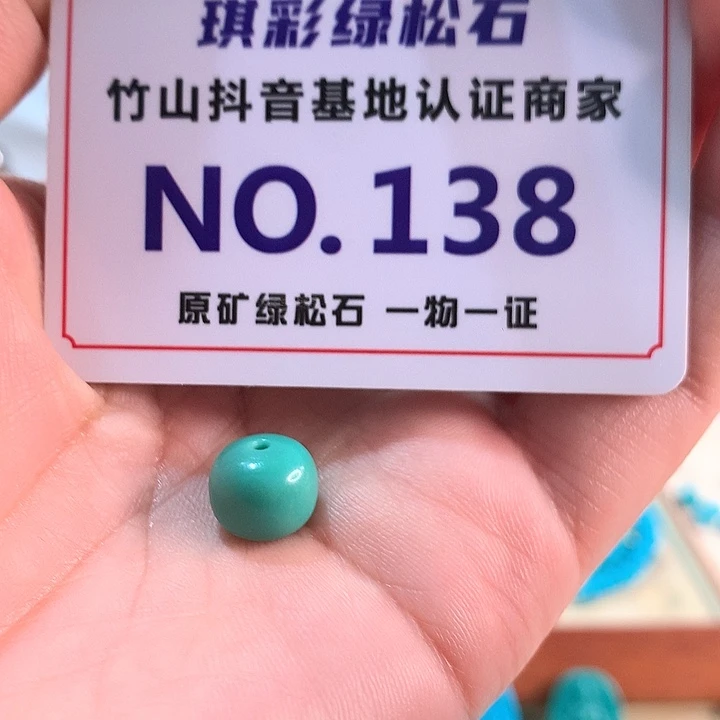 琪彩绿松石
竹山抖音基地认证商家
NO.138
原矿绿松石 一物一证